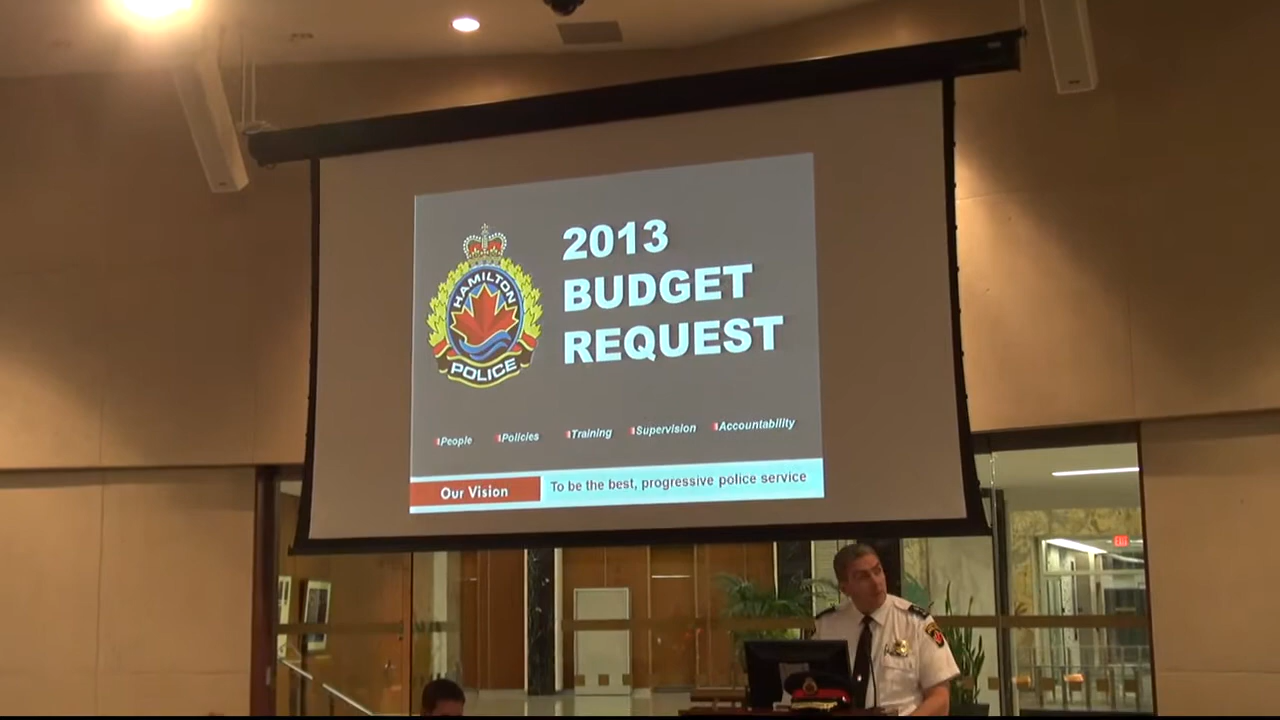 2013
BUDGET
REQUEST
HAMILTON
POLICE
People Policies Training Supervision Accountability
Our Vision To be the best, progressive police service
EXIT